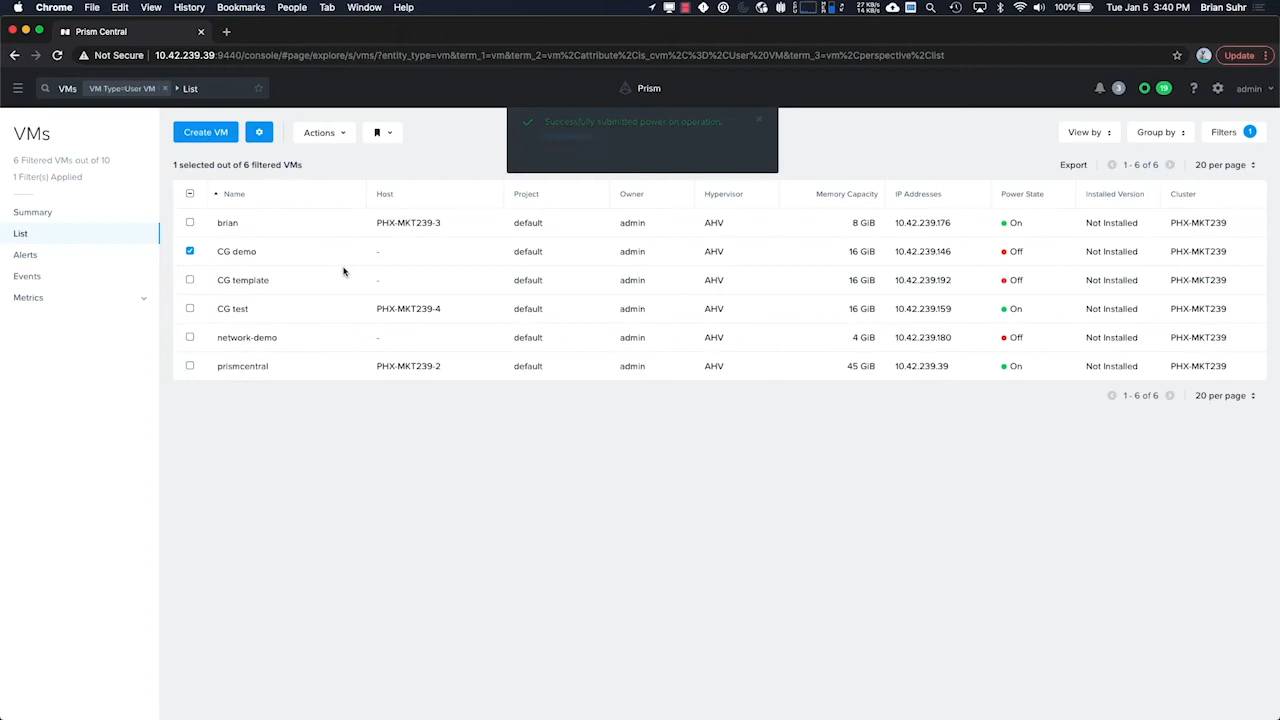 Chrome File Edit View History Bookmarks People Tab Window Help 27 KB/s 14 KB/s 100% Tue Jan 5 3:40 PM Brian Suhr
Prism Central × +
Not Secure 10.42.239.39:9440/console/#page/explore/s/vms/?entity_type=vm&term_1=vm&term_2=vm%2Cattribute%2Cis_cvm%2C%3D%2CUser%20VM&term_3=vm%2Cperspective%2Clist Update
VMs VM Type=User VM × List Prism 3 19 ? admin
Successfully submitted power on operation. ×
VMs
6 Filtered VMs out of 10
1 Filter(s) Applied
Summary
List
Alerts
Events
Metrics
Create VM Actions View by Group by Filters 1
1 selected out of 6 filtered VMs Export 1 - 6 of 6 20 per page
Name Host Project Owner Hypervisor Memory Capacity IP Addresses Power State Installed Version Cluster
brian PHX-MKT239-3 default admin AHV 8 GiB 10.42.239.176 On Not Installed PHX-MKT239
CG demo - default admin AHV 16 GiB 10.42.239.146 Off Not Installed PHX-MKT239
CG template - default admin AHV 16 GiB 10.42.239.192 Off Not Installed PHX-MKT239
CG test PHX-MKT239-4 default admin AHV 16 GiB 10.42.239.159 On Not Installed PHX-MKT239
network-demo - default admin AHV 4 GiB 10.42.239.180 Off Not Installed PHX-MKT239
prismcentral PHX-MKT239-2 default admin AHV 45 GiB 10.42.239.39 On Not Installed PHX-MKT239
1 - 6 of 6 20 per page